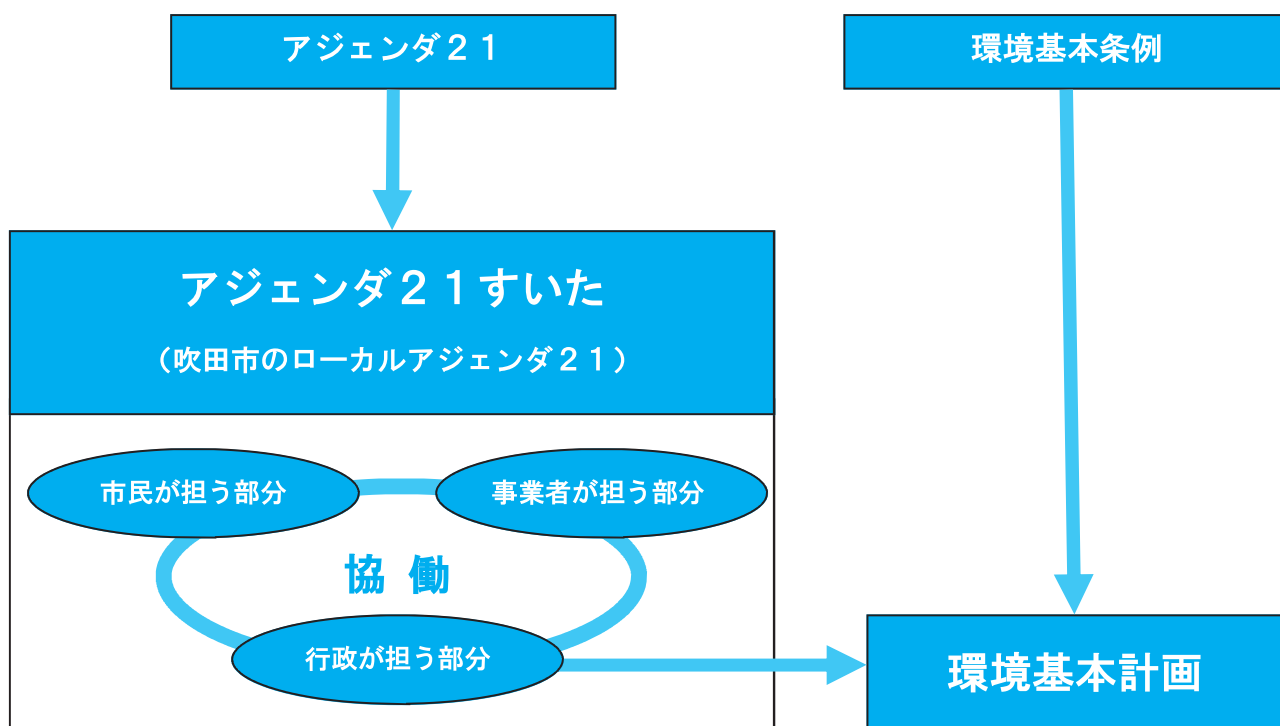 アジェンダ２１
環境基本条例
アジェンダ２１すいた
（吹田市のローカルアジェンダ２１）
市民が担う部分
事業者が担う部分
協 働
行政が担う部分
環境基本計画